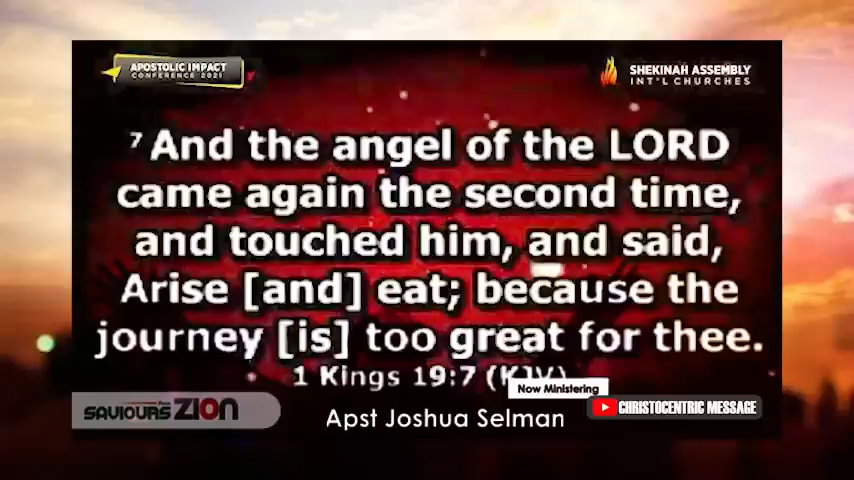 APOSTOLIC IMPACT
CONFERENCE 2021
SHEKINAH ASSEMBLY
INT'L CHURCHES
7 And the angel of the LORD
came again the second time,
and touched him, and said,
Arise [and] eat; because the
journey [is] too great for thee.
1 Kings 19:7 (KJV)
Now Ministering
SAVIOURS ZION
Apst Joshua Selman
CHRISTOCENTRIC MESSAGE